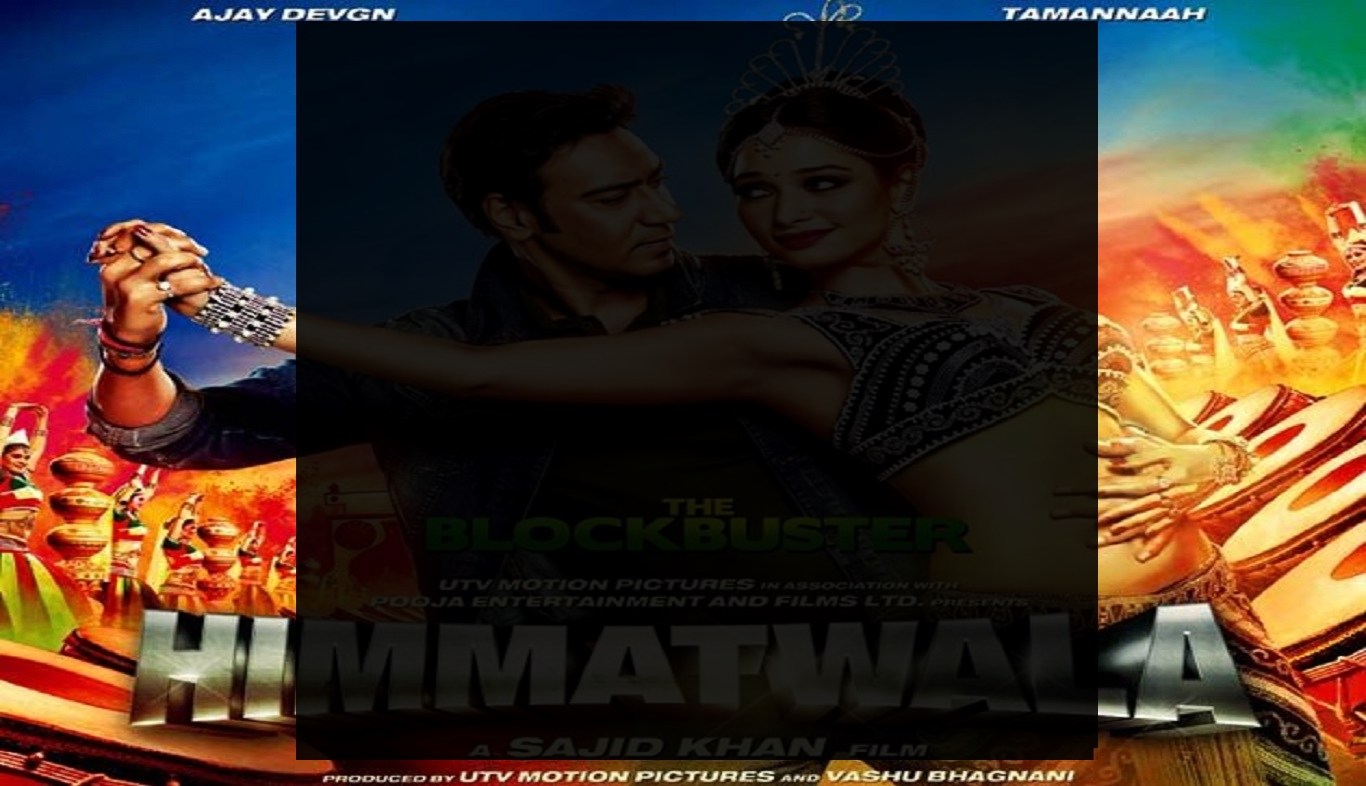 AJAY DEVGN TAMANNAAH
THE
BLOCKBUSTER
UTV MOTION PICTURES IN ASSOCIATION WITH
POOJA ENTERTAINMENT AND FILMS LTD. PRESENTS
HIMMATWALA
A SAJID KHAN FILM
PRODUCED BY UTV MOTION PICTURES AND VASHU BHAGNANI